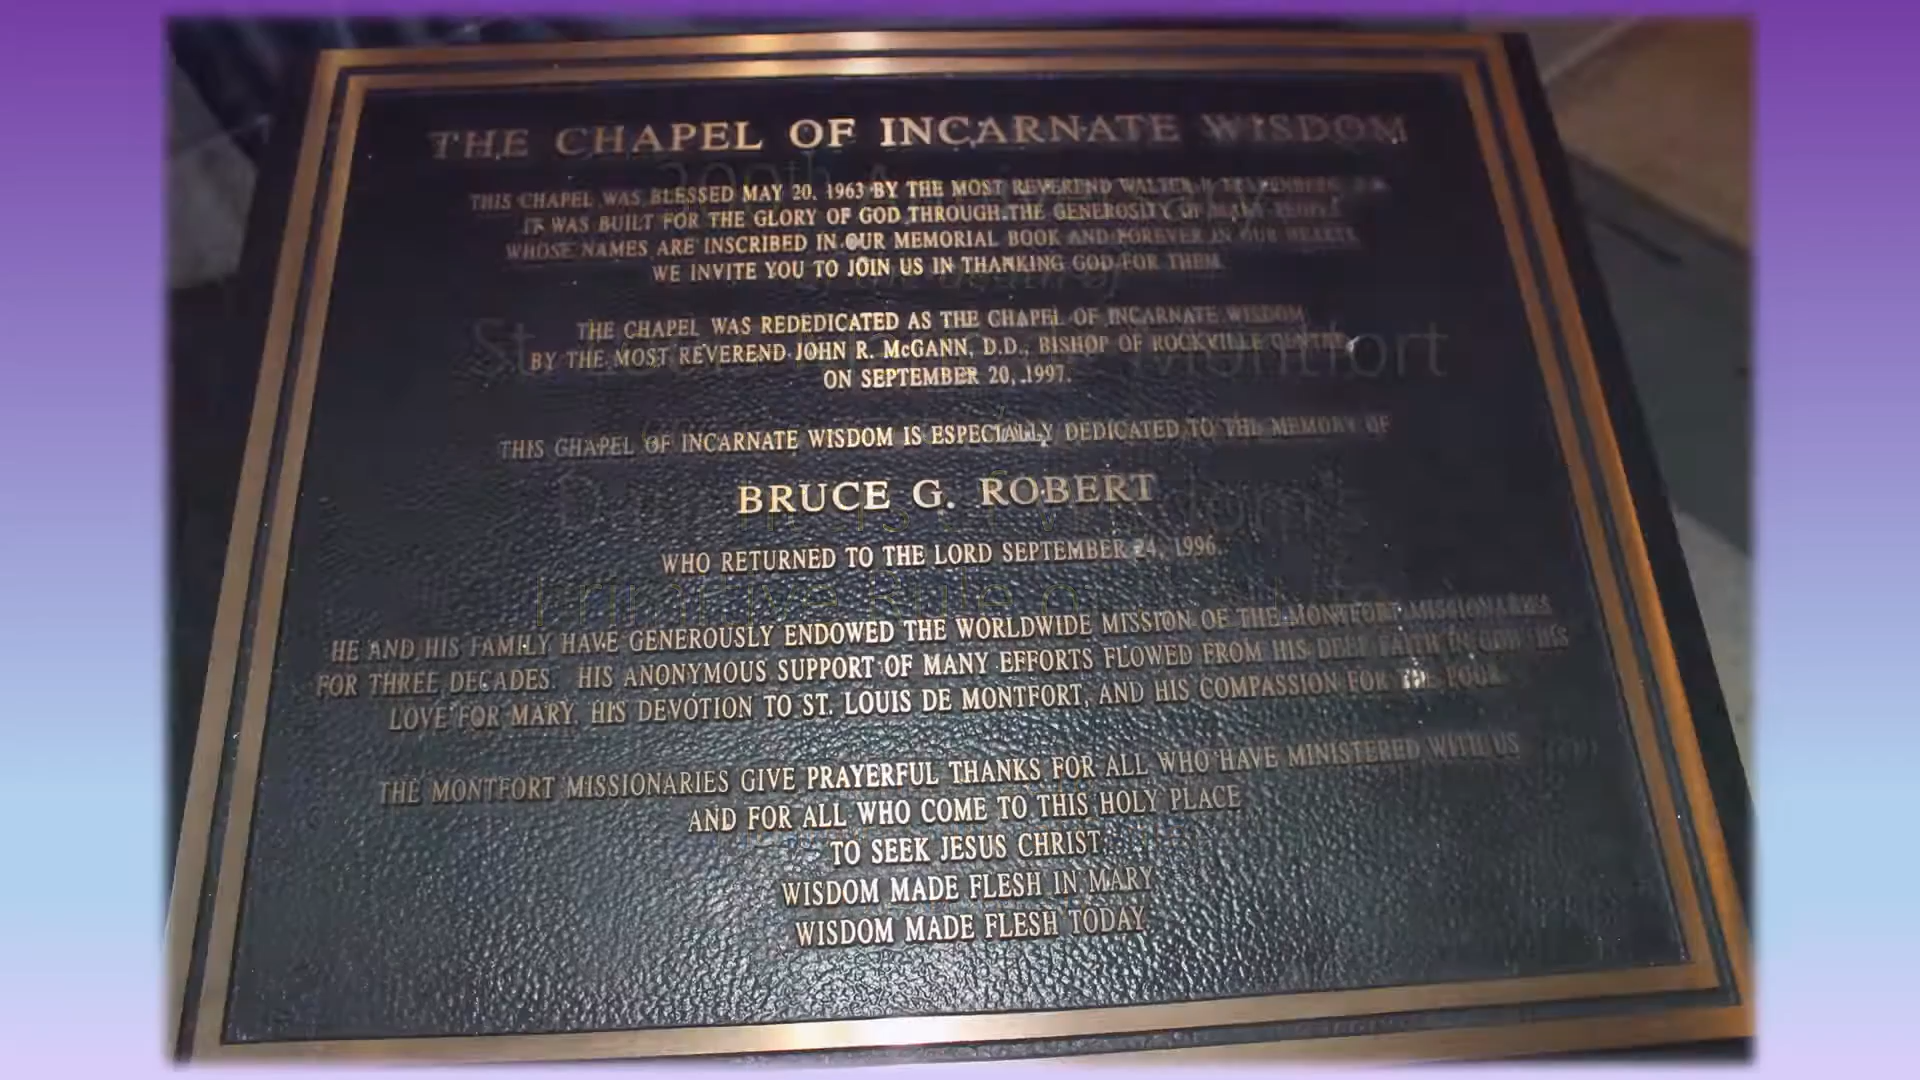 THE CHAPEL OF INCARNATE WISDOM
THIS CHAPEL WAS BLESSED MAY 20, 1963 BY THE MOST REVEREND WALTER
IT WAS BUILT FOR THE GLORY OF GOD THROUGH THE GENEROSITY OF MANY PEOPLE
WHOSE NAMES ARE INSCRIBED IN OUR MEMORIAL BOOK AND FOREVER IN OUR HEARTS
WE INVITE YOU TO JOIN US IN THANKING GOD FOR THEM
THE CHAPEL WAS REDEDICATED AS THE CHAPEL OF INCARNATE WISDOM
BY THE MOST REVEREND JOHN R. McGANN, D.D., BISHOP OF ROCKVILLE CENTRE
ON SEPTEMBER 20, 1997.
THIS CHAPEL OF INCARNATE WISDOM IS ESPECIALLY DEDICATED TO THE MEMORY OF
BRUCE G. ROBERT
WHO RETURNED TO THE LORD SEPTEMBER 24, 1996.
HE AND HIS FAMILY HAVE GENEROUSLY ENDOWED THE WORLDWIDE MISSION OF THE MONTFORT MISSIONARIES
FOR THREE DECADES. HIS ANONYMOUS SUPPORT OF MANY EFFORTS FLOWED FROM HIS DEEP FAITH IN GOD HIS
LOVE FOR MARY, HIS DEVOTION TO ST. LOUIS DE MONTFORT, AND HIS COMPASSION FOR THE POOR.
THE MONTFORT MISSIONARIES GIVE PRAYERFUL THANKS FOR ALL WHO HAVE MINISTERED WITH US
AND FOR ALL WHO COME TO THIS HOLY PLACE
TO SEEK JESUS CHRIST
WISDOM MADE FLESH IN MARY
WISDOM MADE FLESH TODAY